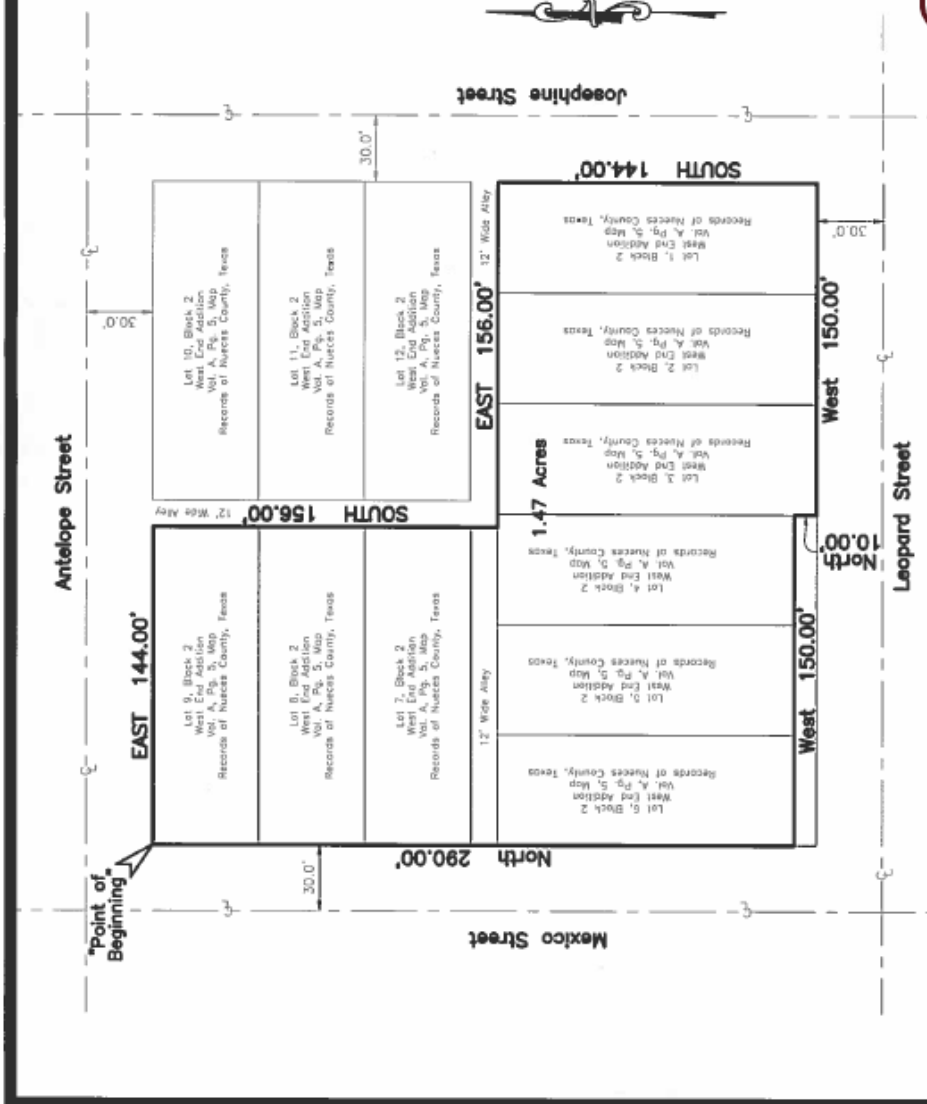 Josephine Street
Antelope Street
"Point of
Beginning"
EAST 144.00'
30.0'
30.0'
Lot 10, Block 2
West End Addition
Vol. A, Pg. 5, Map
Records of Nueces County, Texas
Lot 11, Block 2
West End Addition
Vol. A, Pg. 5, Map
Records of Nueces County, Texas
Lot 12, Block 2
West End Addition
Vol. A, Pg. 5, Map
Records of Nueces County, Texas
12' Wide Alley
SOUTH 156.00'
Lot 9, Block 2
West End Addition
Vol. A, Pg. 5, Map
Records of Nueces County, Texas
Lot 8, Block 2
West End Addition
Vol. A, Pg. 5, Map
Records of Nueces County, Texas
Lot 7, Block 2
West End Addition
Vol. A, Pg. 5, Map
Records of Nueces County, Texas
12' Wide Alley
12' Wide Alley
EAST 156.00'
SOUTH 144.00'
Lot 1, Block 2
West End Addition
Vol. A, Pg. 5, Map
Records of Nueces County, Texas
Lot 2, Block 2
West End Addition
Vol. A, Pg. 5, Map
Records of Nueces County, Texas
Lot 3, Block 2
West End Addition
Vol. A, Pg. 5, Map
Records of Nueces County, Texas
1.47 Acres
Lot 4, Block 2
West End Addition
Vol. A, Pg. 5, Map
Records of Nueces County, Texas
Lot 5, Block 2
West End Addition
Vol. A, Pg. 5, Map
Records of Nueces County, Texas
Lot 6, Block 2
West End Addition
Vol. A, Pg. 5, Map
Records of Nueces County, Texas
30.0'
West 150.00'
North
10.00'
West 150.00'
North 290.00'
30.0'
Mexico Street
Leopard Street